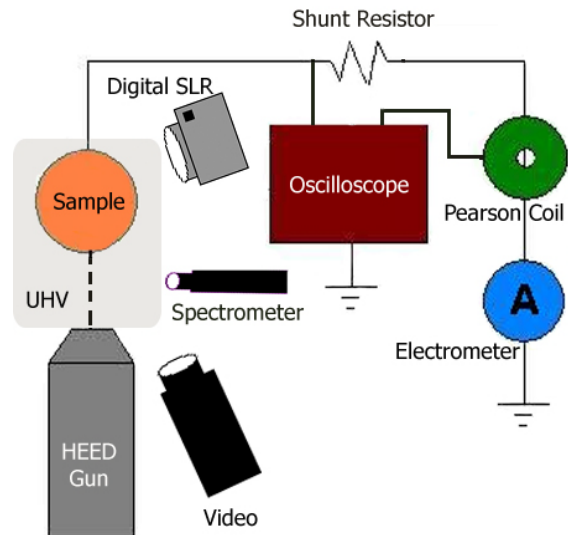 Shunt Resistor
Digital SLR
Sample
Oscilloscope
Pearson Coil
UHV
Spectrometer
A
Electrometer
HEED
Gun
Video